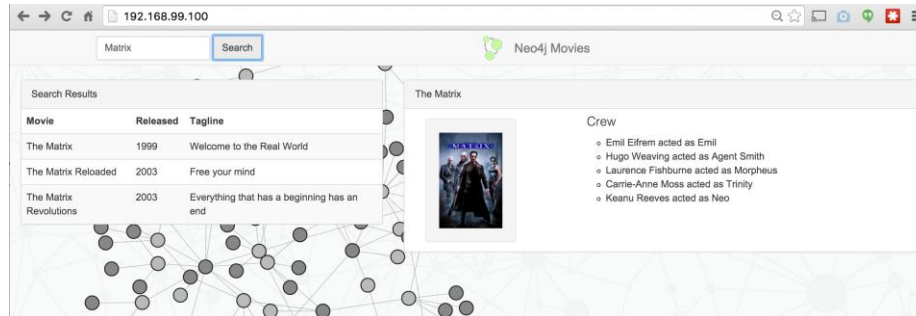 192.168.99.100
Matrix
Search
Neo4j Movies
Search Results
Movie Released Tagline
The Matrix 1999 Welcome to the Real World
The Matrix Reloaded 2003 Free your mind
The Matrix Revolutions 2003 Everything that has a beginning has an
end
The Matrix
MATRIX
Crew
Emil Eifrem acted as Emil
Hugo Weaving acted as Agent Smith
Laurence Fishburne acted as Morpheus
Carrie-Anne Moss acted as Trinity
Keanu Reeves acted as Neo